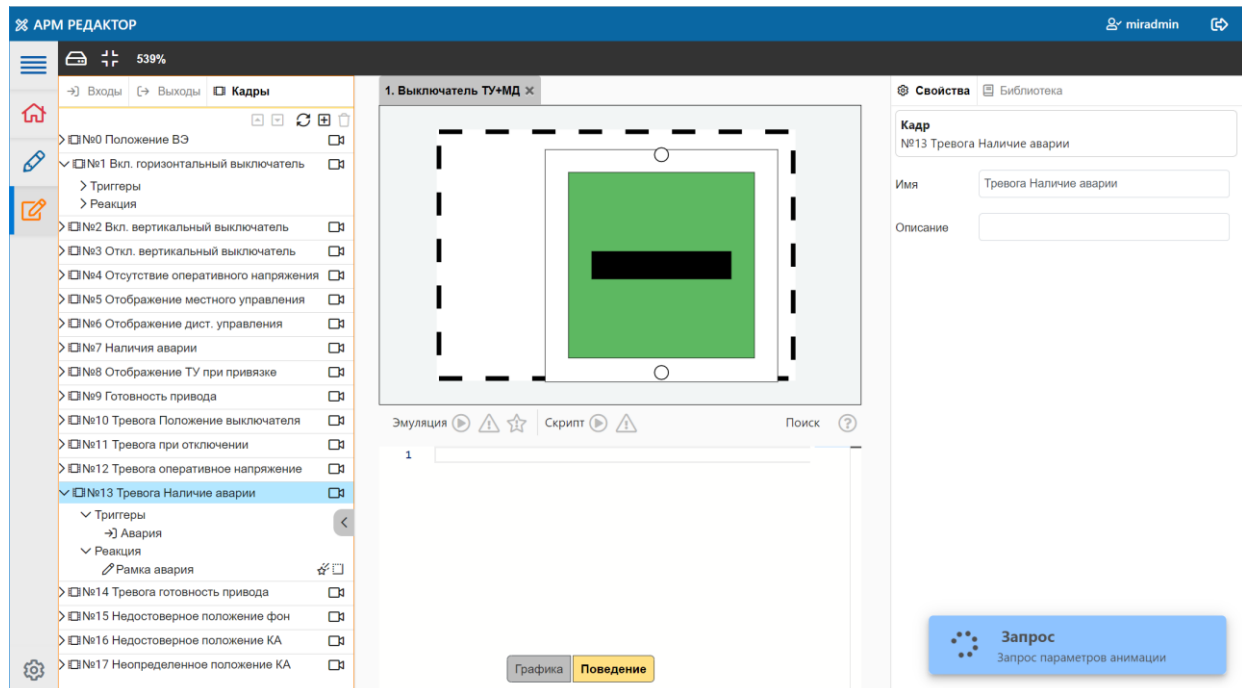 АРМ РЕДАКТОР
miradmin
539%
Входы Выходы Кадры
№0 Положение ВЭ
№1 Вкл. горизонтальный выключатель
Триггеры
Реакция
№2 Вкл. вертикальный выключатель
№3 Откл. вертикальный выключатель
№4 Отсутствие оперативного напряжения
№5 Отображение местного управления
№6 Отображение дист. управления
№7 Наличия аварии
№8 Отображение ТУ при привязке
№9 Готовность привода
№10 Тревога Положение выключателя
№11 Тревога при отключении
№12 Тревога оперативное напряжение
№13 Тревога Наличие аварии
Триггеры
Авария
Реакция
Рамка авария
№14 Тревога готовность привода
№15 Недостоверное положение фон
№16 Недостоверное положение КА
№17 Неопределенное положение КА
1. Выключатель ТУ+МД
Эмуляция Скрипт Поиск
1
Графика Поведение
Свойства Библиотека
Кадр
№13 Тревога Наличие аварии
Имя Тревога Наличие аварии
Описание
Запрос
Запрос параметров анимации